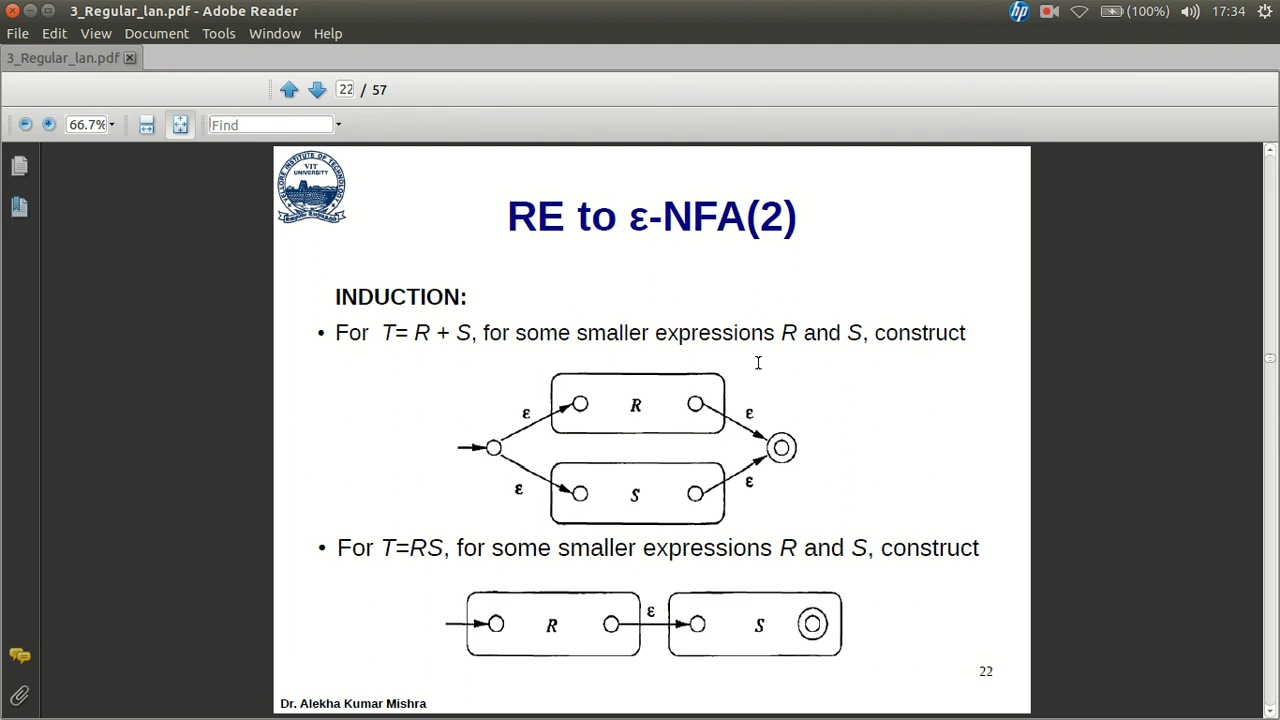 3_Regular_lan.pdf - Adobe Reader
(100%)
17:34
File Edit View Document Tools Window Help
3_Regular_lan.pdf
22 / 57
66.7%
Find
VIT
UNIVERSITY
RE to ε-NFA(2)
INDUCTION:
• For T= R + S, for some smaller expressions R and S, construct
R
ε ε
ε ε
S
• For T=RS, for some smaller expressions R and S, construct
R ε S
22
Dr. Alekha Kumar Mishra